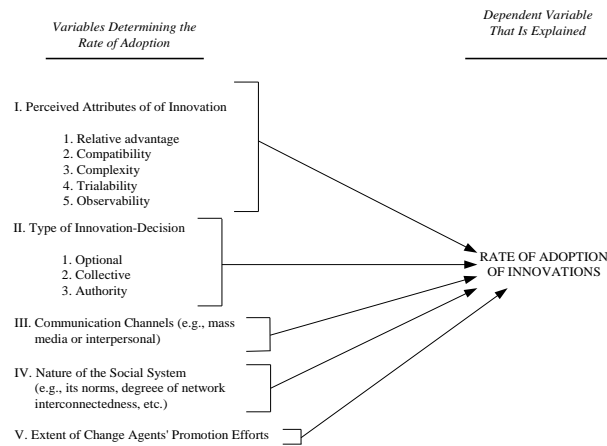 Variables Determining the
Rate of Adoption
Dependent Variable
That Is Explained
I. Perceived Attributes of of Innovation
1. Relative advantage
2. Compatibility
3. Complexity
4. Trialability
5. Observability
II. Type of Innovation-Decision
1. Optional
2. Collective
3. Authority
RATE OF ADOPTION
OF INNOVATIONS
III. Communication Channels (e.g., mass
media or interpersonal)
IV. Nature of the Social System
(e.g., its norms, degreee of network
interconnectedness, etc.)
V. Extent of Change Agents' Promotion Efforts